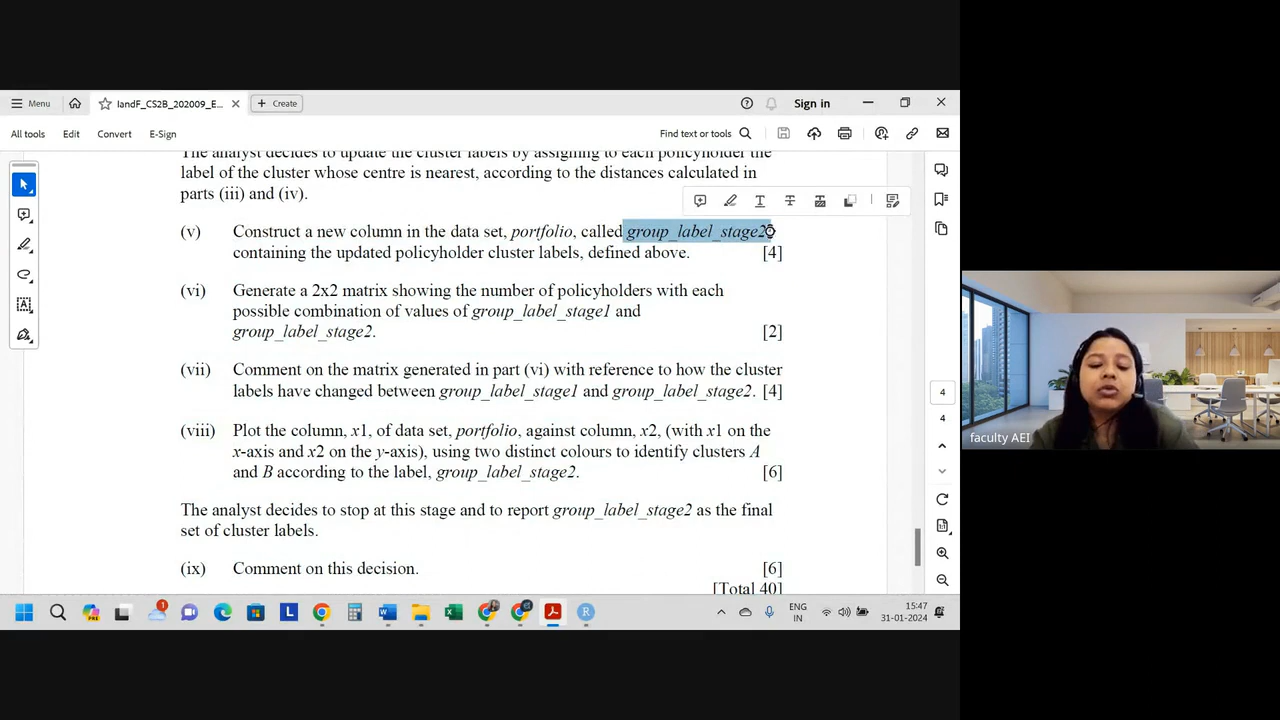 Menu
IandF_CS2B_202009_E...
Create
Sign in
All tools
Edit
Convert
E-Sign
Find text or tools
The analyst decides to update the cluster labels by assigning to each policyholder the
label of the cluster whose centre is nearest, according to the distances calculated in
parts (iii) and (iv).
(v) Construct a new column in the data set, portfolio, called group_label_stage2
containing the updated policyholder cluster labels, defined above. [4]
(vi) Generate a 2x2 matrix showing the number of policyholders with each
possible combination of values of group_label_stage1 and
group_label_stage2. [2]
(vii) Comment on the matrix generated in part (vi) with reference to how the cluster
labels have changed between group_label_stage1 and group_label_stage2. [4]
(viii) Plot the column, x1, of data set, portfolio, against column, x2, (with x1 on the
x-axis and x2 on the y-axis), using two distinct colours to identify clusters A
and B according to the label, group_label_stage2. [6]
The analyst decides to stop at this stage and to report group_label_stage2 as the final
set of cluster labels.
(ix) Comment on this decision. [6]
[Total 40]
4
4
faculty AEI
PRE
1
L
R
ENG
IN
15:47
31-01-2024